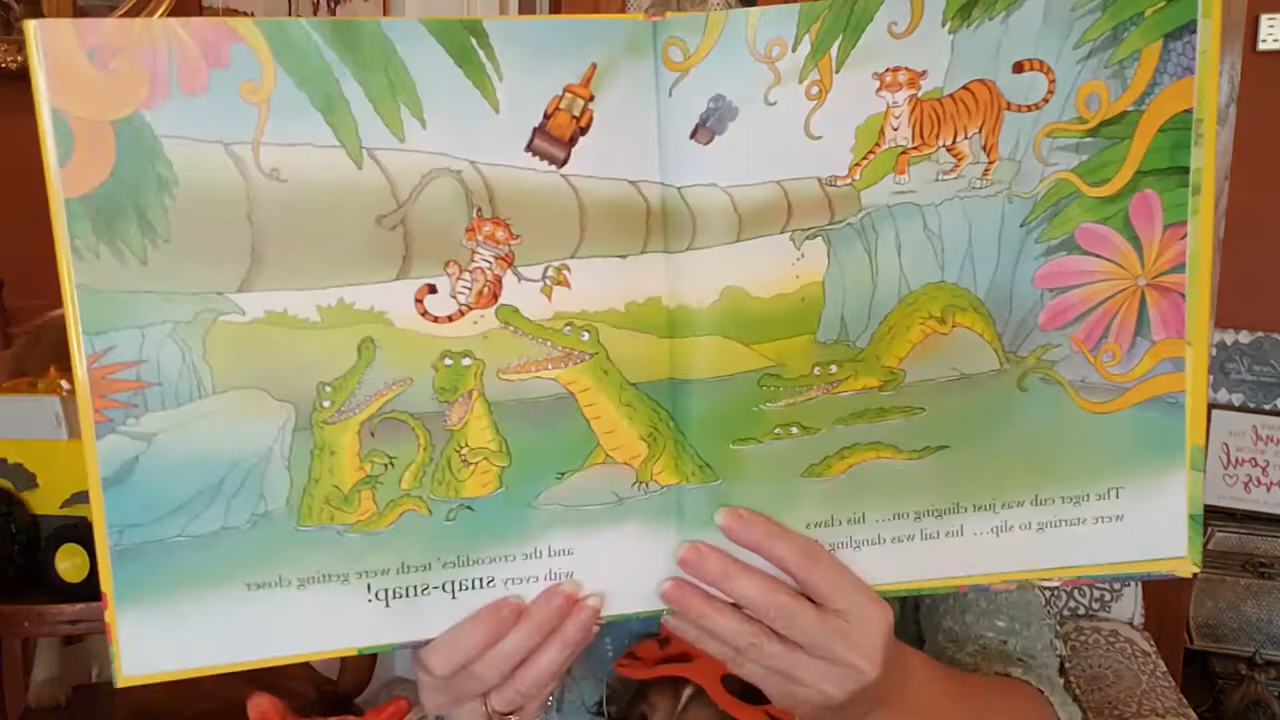 The tiger cub was just clinging on... his claws
were starting to slip... his tail was dangling
and the crocodiles' teeth were getting closer
with every snap-snap!
soul